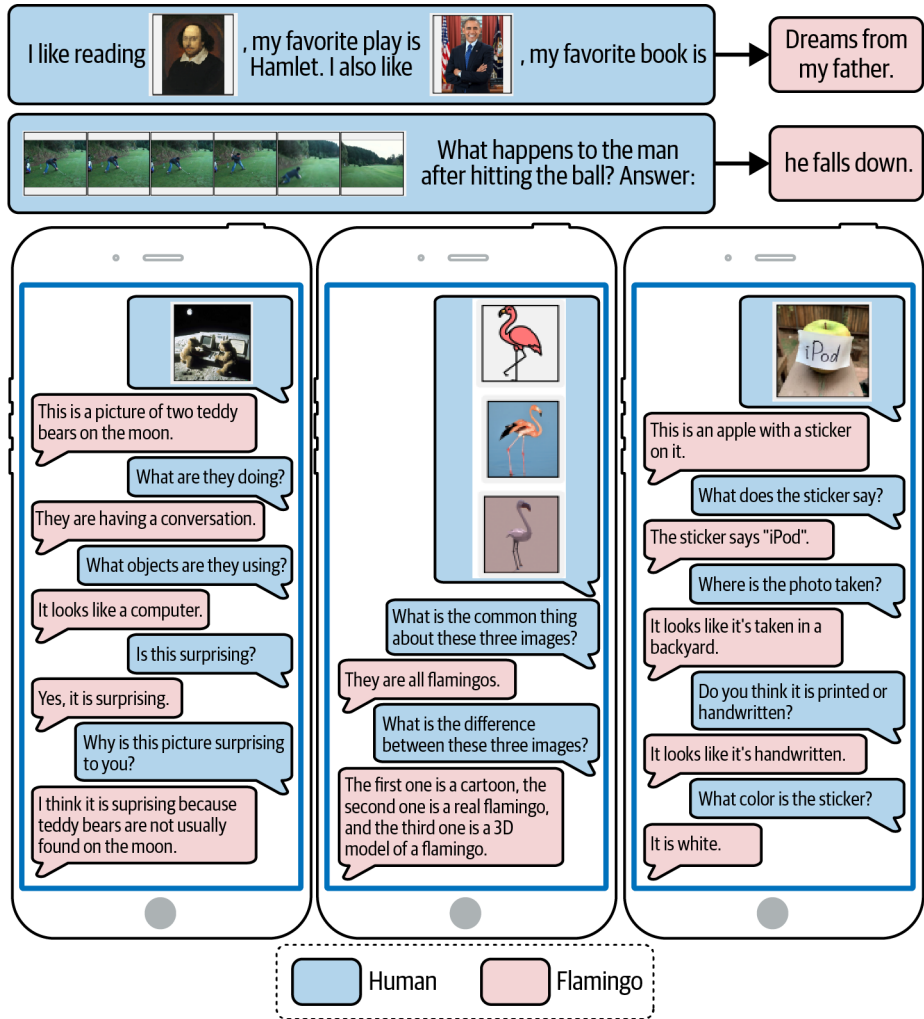 I like reading
, my favorite play is
Hamlet. I also like
, my favorite book is
Dreams from
my father.
What happens to the man
after hitting the ball? Answer:
he falls down.
This is a picture of two teddy
bears on the moon.
What are they doing?
They are having a conversation.
What objects are they using?
It looks like a computer.
Is this surprising?
Yes, it is surprising.
Why is this picture surprising
to you?
I think it is suprising because
teddy bears are not usually
found on the moon.
What is the common thing
about these three images?
They are all flamingos.
What is the difference
between these three images?
The first one is a cartoon, the
second one is a real flamingo,
and the third one is a 3D
model of a flamingo.
iPod
This is an apple with a sticker
on it.
What does the sticker say?
The sticker says "iPod".
Where is the photo taken?
It looks like it's taken in a
backyard.
Do you think it is printed or
handwritten?
It looks like it's handwritten.
What color is the sticker?
It is white.
Human
Flamingo